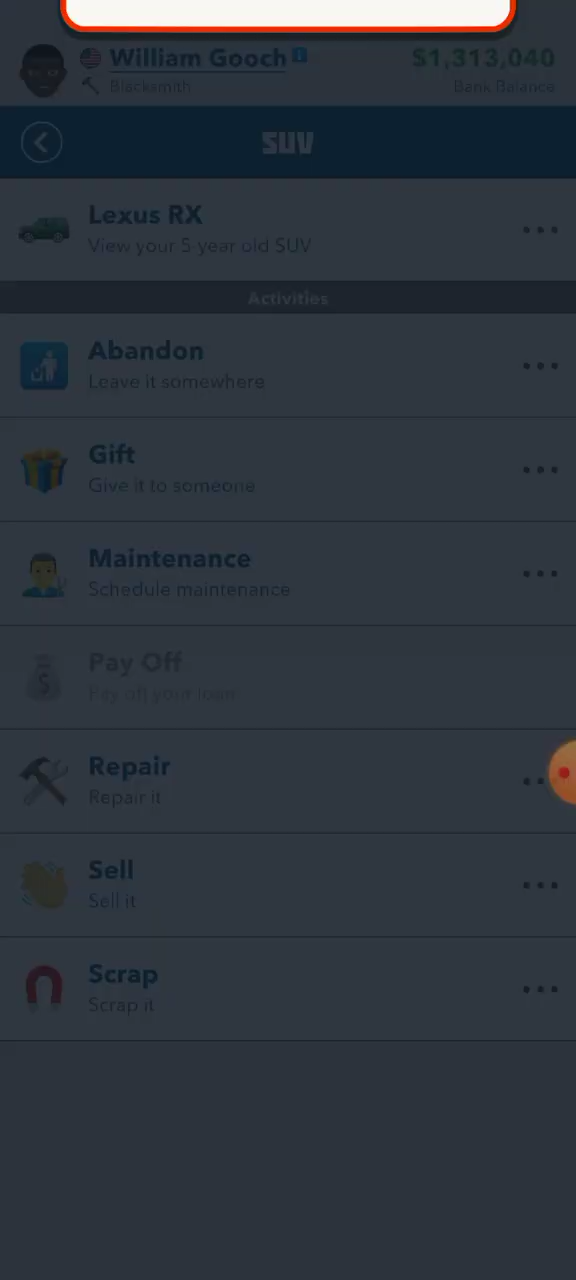 William Gooch
$1,313,040
Blacksmith
Bank Balance
SUV
Lexus RX
View your 5 year old SUV
Activities
Abandon
Leave it somewhere
Gift
Give it to someone
Maintenance
Schedule maintenance
Pay Off
Pay off your loan
Repair
Repair it
Sell
Sell it
Scrap
Scrap it